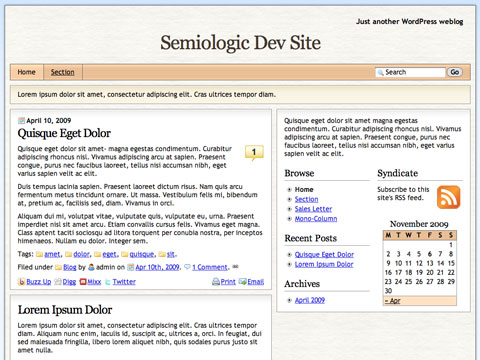 Just another WordPress weblog
Semiologic Dev Site
Home Section Search Go
Lorem ipsum dolor sit amet, consectetur adipiscing elit. Cras ultrices tempor diam.
April 10, 2009
Quisque Eget Dolor
Quisque eget dolor sit amet- magna egestas condimentum. Curabitur
adipiscing rhoncus nisl. Vivamus adipiscing arcu at sapien. Praesent
congue, purus nec faucibus laoreet, tellus nisi accumsan nibh, eget
varius sapien velit ac elit.
1
Duis tempus lacinia sapien. Praesent laoreet dictum risus. Nam quis arcu
fermentum metus tincidunt ornare. Ut massa. Vestibulum felis mi, bibendum
at, pretium ac, facilisis sed, diam. Vivamus in orci.
Aliquam dui mi, volutpat vitae, vulputate quis, vulputate eu, urna. Praesent
imperdiet nisi sit amet arcu. Etiam convallis cursus felis. Vivamus eget magna.
Class aptent taciti sociosqu ad litora torquent per conubia nostra, per inceptos
himenaeos. Nullam eu dolor. Integer sem.
Tags: amet, dolor, eget, quisque, sit.
Filed under Blog by admin on Apr 10th, 2009. 1 Comment.
Buzz Up Digg Mixx Twitter Print Email
Lorem Ipsum Dolor
Lorem ipsum dolor sit amet, consectetur adipiscing elit. Cras ultrices tempor
diam. Aliquam nunc enim, iaculis id, suscipit ac, ultrices a, orci. In feugiat, dui
sed malesuada fringilla, libero lorem aliquet nibh, quis sodales purus justo sit
amet nulla.
Quisque eget dolor sit amet magna egestas
condimentum. Curabitur adipiscing rhoncus nisl. Vivamus
adipiscing arcu at sapien. Praesent congue, purus nec
faucibus laoreet, tellus nisi accumsan nibh, eget varius
sapien velit ac elit.
Browse
Home
Section
Sales Letter
Mono-Column
Recent Posts
Quisque Eget Dolor
Lorem Ipsum Dolor
Archives
April 2009
Syndicate
Subscribe to this
site's RSS feed.
November 2009
M T W T F S S
1
2 3 4 5 6 7 8
9 10 11 12 13 14 15
16 17 18 19 20 21 22
23 24 25 26 27 28 29
30
« Apr